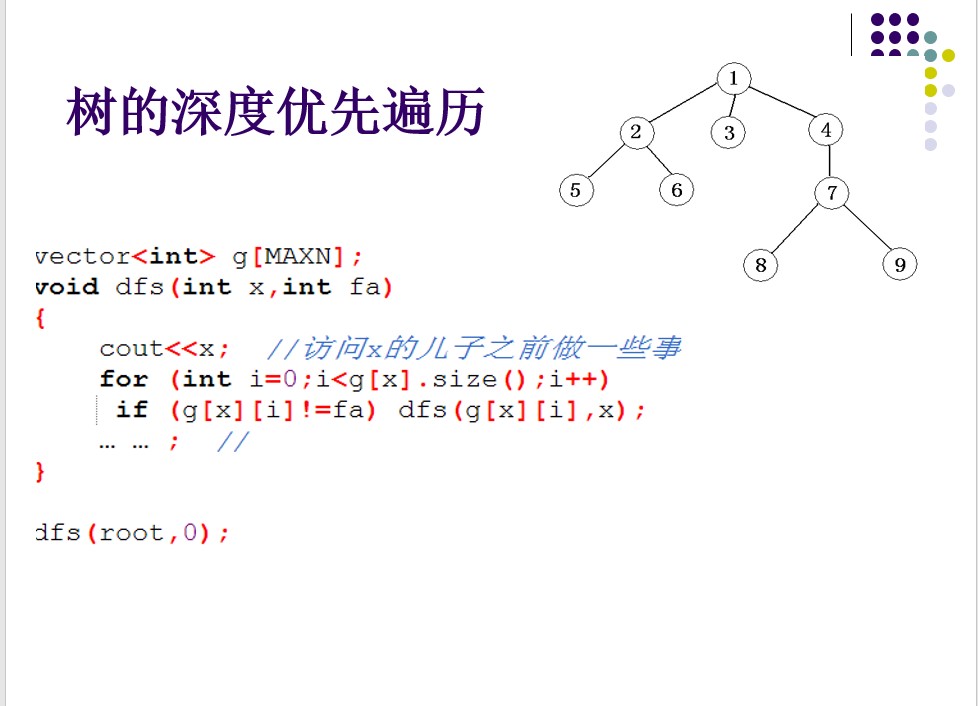 树的深度优先遍历
1
2
3
4
5
6
7
8
9
vector<int> g[MAXN];
void dfs(int x,int fa)
{
cout<<x; //访问x的儿子之前做一些事
for (int i=0;i<g[x].size();i++)
if (g[x][i]!=fa) dfs(g[x][i],x);
… … ; //
}
dfs(root,0);